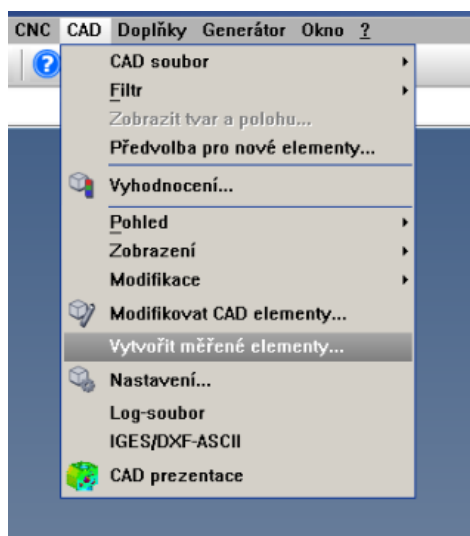 CNC CAD Doplňky Generátor Okno ?
CAD soubor
Filtr
Zobrazit tvar a polohu...
Předvolba pro nové elementy...
Vyhodnocení...
Pohled
Zobrazení
Modifikace
Modifikovat CAD elementy...
Vytvořit měřené elementy...
Nastavení...
Log-soubor
IGES/DXF-ASCII
CAD prezentace